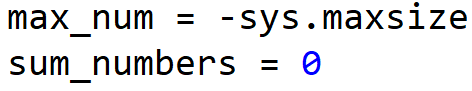 max_num = -sys.maxsize
sum_numbers = 0